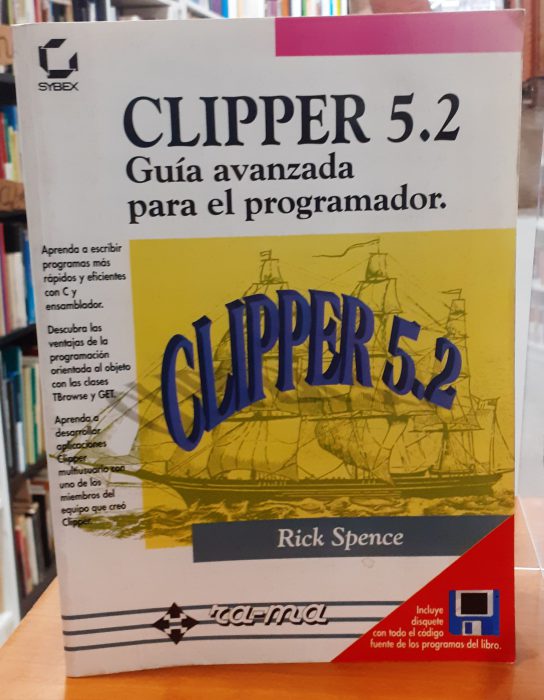 SYBEX
CLIPPER 5.2
Guía avanzada
para el programador.
Aprenda a escribir
programas más
rápidos y eficientes
con C y
ensamblador.
Descubra las
ventajas de la
programación
orientada al objeto
con las clases
TBrowse y GET.
Aprenda a
desarrollar
aplicaciones
Clipper
multiusuario con
uno de los
miembros del
equipo que creó
Clipper.
CLIPPER 5.2
Rick Spence
ra-ma
Incluye
disquete
con todo el código
fuente de los programas del libro.